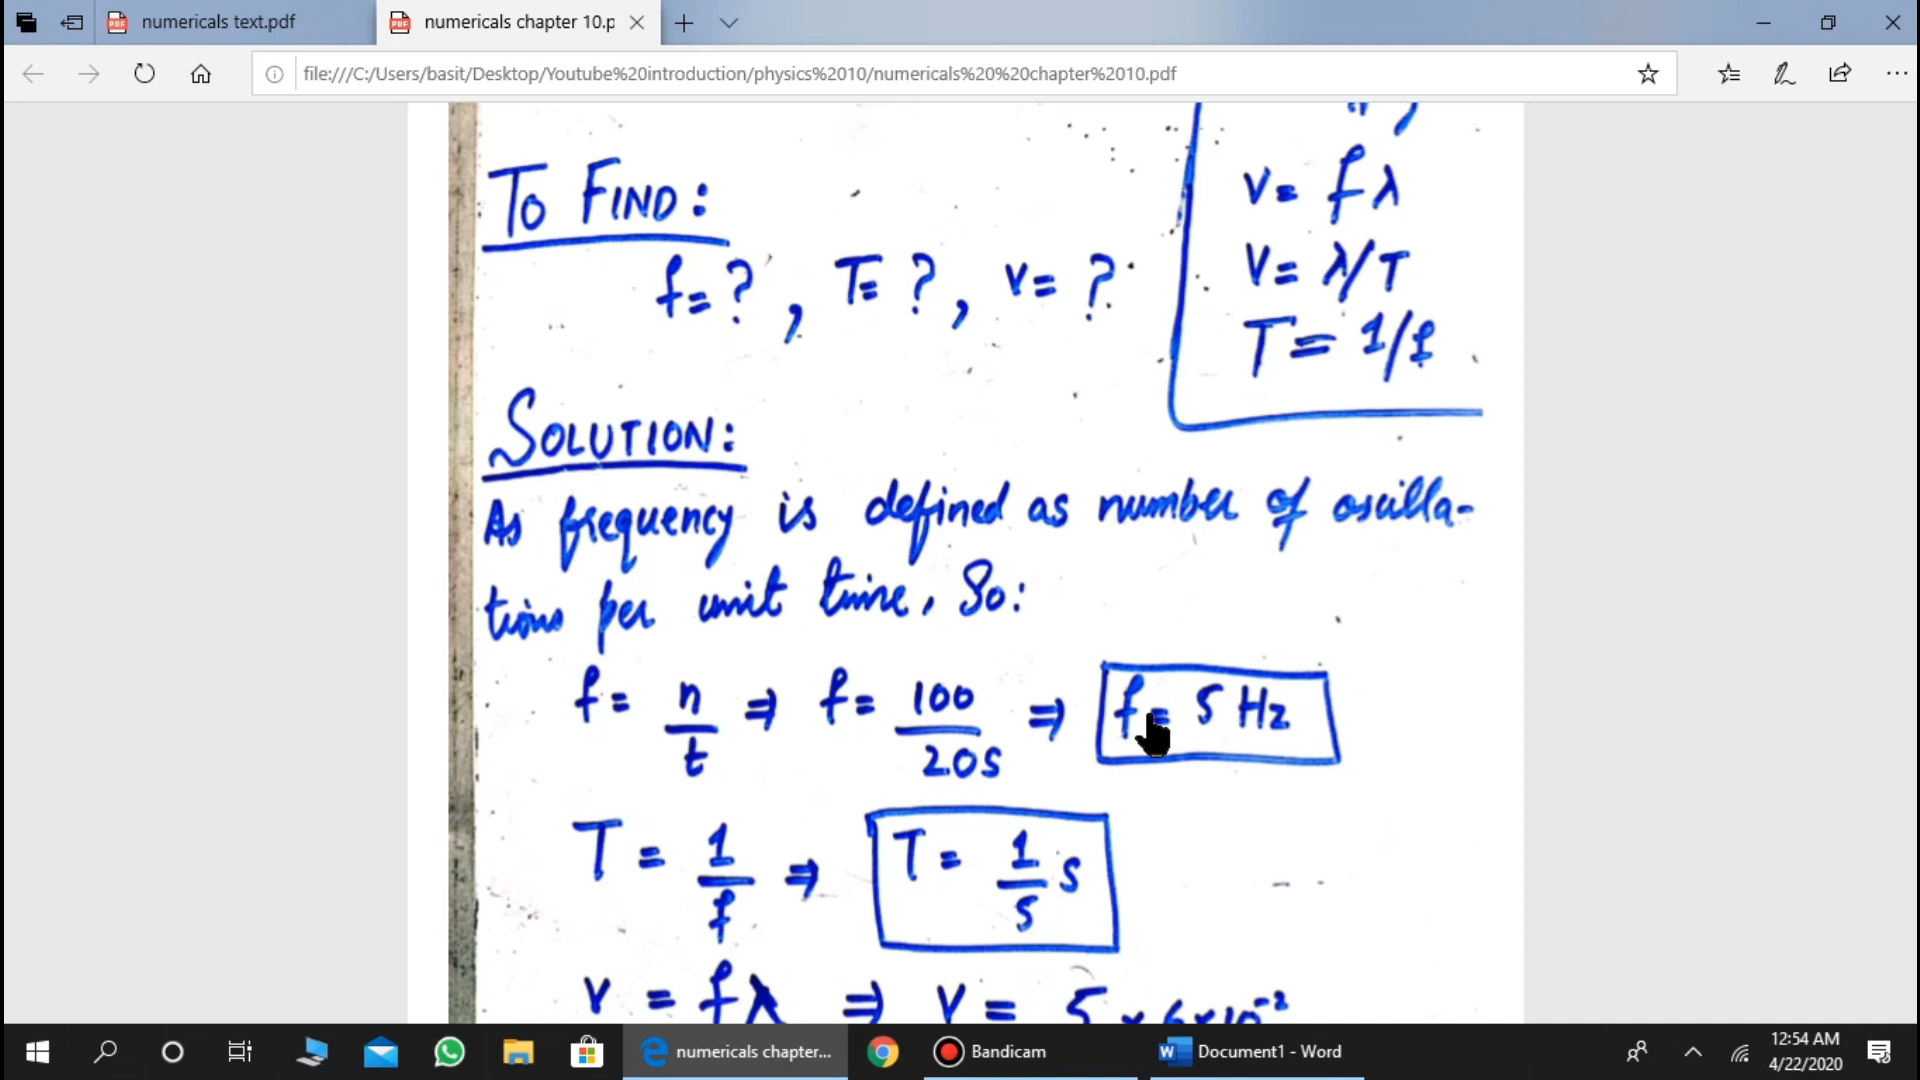 numericals text.pdf
numericals chapter 10.p
file:///C:/Users/basit/Desktop/Youtube%20introduction/physics%2010/numericals%20%20chapter%2010.pdf
TO FIND:
f= ? , T= ? , v= ?
v= fλ
V= λ/T
T= 1/f
SOLUTION:
As frequency is defined as number of oscilla-
tions per unit time, So:
f= n/t ⇒ f= 100/20s ⇒ f= 5 Hz
T= 1/f ⇒ T= 1/5 s
v = fλ ⇒ V= 5 × 6×10⁻²
numericals chapter...
Bandicam
Document1 - Word
12:54 AM
4/22/2020